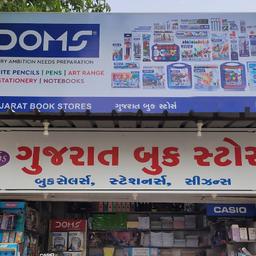 DOMS
RY AMBITION NEEDS PREPARATION
ITE PENCILS | PENS | ART RANGE
STATIONERY | NOTEBOOKS
JARAT BOOK STORES
ગુજરાત બુક સ્ટોર્સ
ગુજરાત બુક સ્ટોર્સ
બુકસેલર્સ, સ્ટેશનર્સ, સીઝન્સ
DOMS
CASIO